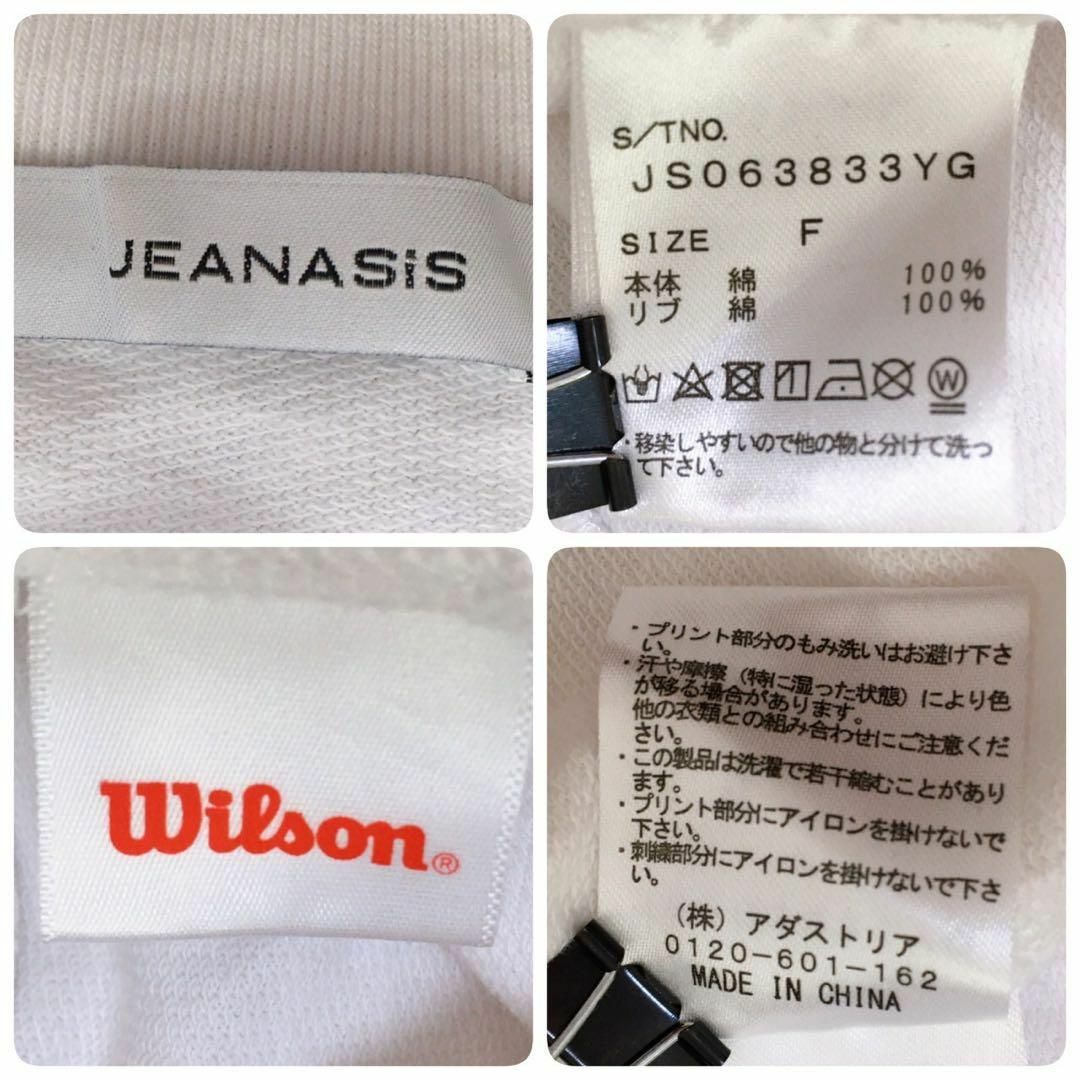 JEANASiS
S/TNO.
JS063833YG
SIZE F
本体 綿 100%
リブ 綿 100%
W
・移染しやすいので他の物と分けて洗っ
て下さい。
Wilson®
・プリント部分のもみ洗いはお避け下さ
い。
・汗や摩擦（特に湿った状態）により色
が移る場合があります。
他の衣類との組み合わせにご注意くだ
さい。
・この製品は洗濯で若干縮むことがあり
ます。
・プリント部分にアイロンを掛けないで
下さい。
・刺繍部分にアイロンを掛けないで下さ
い。
（株）アダストリア
0120-601-162
MADE IN CHINA